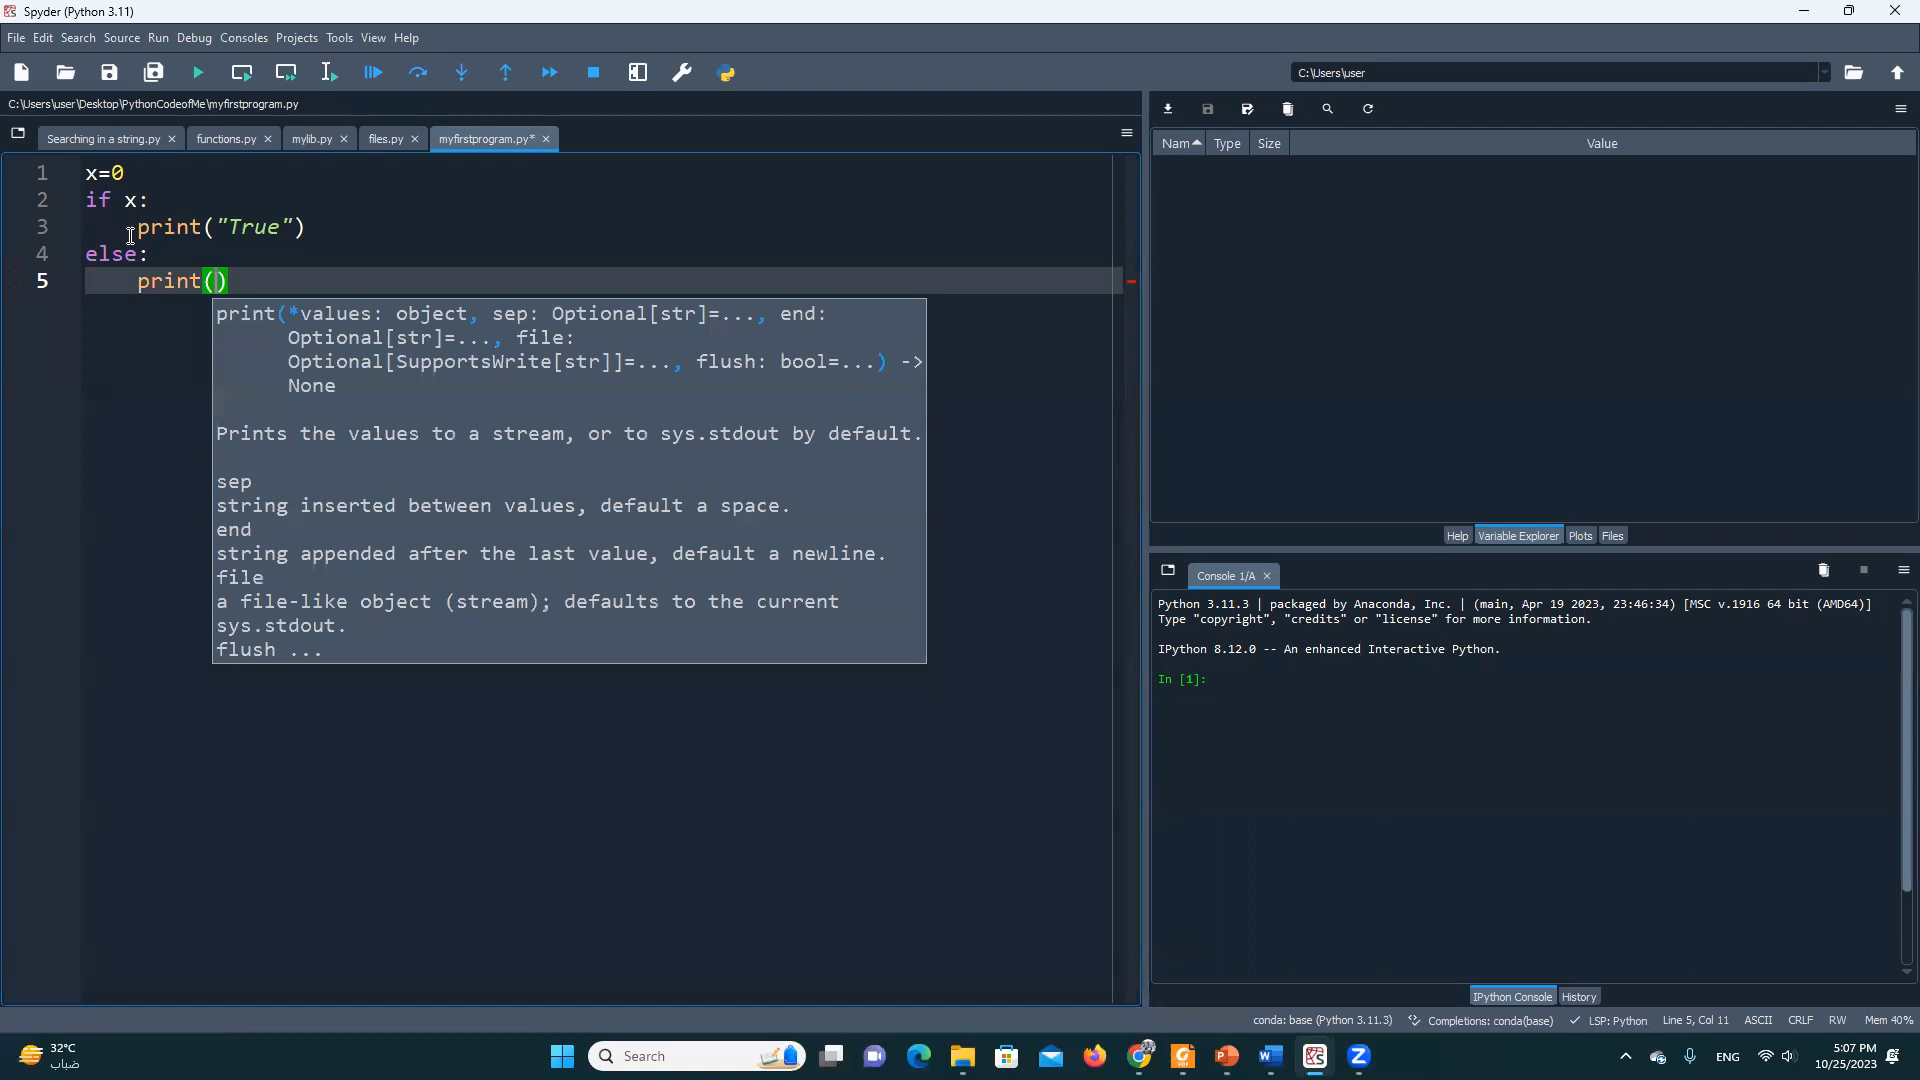 Spyder (Python 3.11)
File Edit Search Source Run Debug Consoles Projects Tools View Help
C:\Users\user
C:\Users\user\Desktop\PythonCodeofMe\myfirstprogram.py
Searching in a string.py
functions.py
mylib.py
files.py
myfirstprogram.py*
1 x=0
2 if x:
3 print("True")
4 else:
5 print()
print(*values: object, sep: Optional[str]=..., end:
Optional[str]=..., file:
Optional[SupportsWrite[str]]=..., flush: bool=...) ->
None
Prints the values to a stream, or to sys.stdout by default.
sep
string inserted between values, default a space.
end
string appended after the last value, default a newline.
file
a file-like object (stream); defaults to the current
sys.stdout.
flush ...
Nam Type Size Value
Help Variable Explorer Plots Files
Console 1/A
Python 3.11.3 | packaged by Anaconda, Inc. | (main, Apr 19 2023, 23:46:34) [MSC v.1916 64 bit (AMD64)]
Type "copyright", "credits" or "license" for more information.
IPython 8.12.0 -- An enhanced Interactive Python.
In [1]:
IPython Console History
conda: base (Python 3.11.3) Completions: conda(base) LSP: Python Line 5, Col 11 ASCII CRLF RW Mem 40%
32°C
ضباب
Search
ENG
5:07 PM
10/25/2023